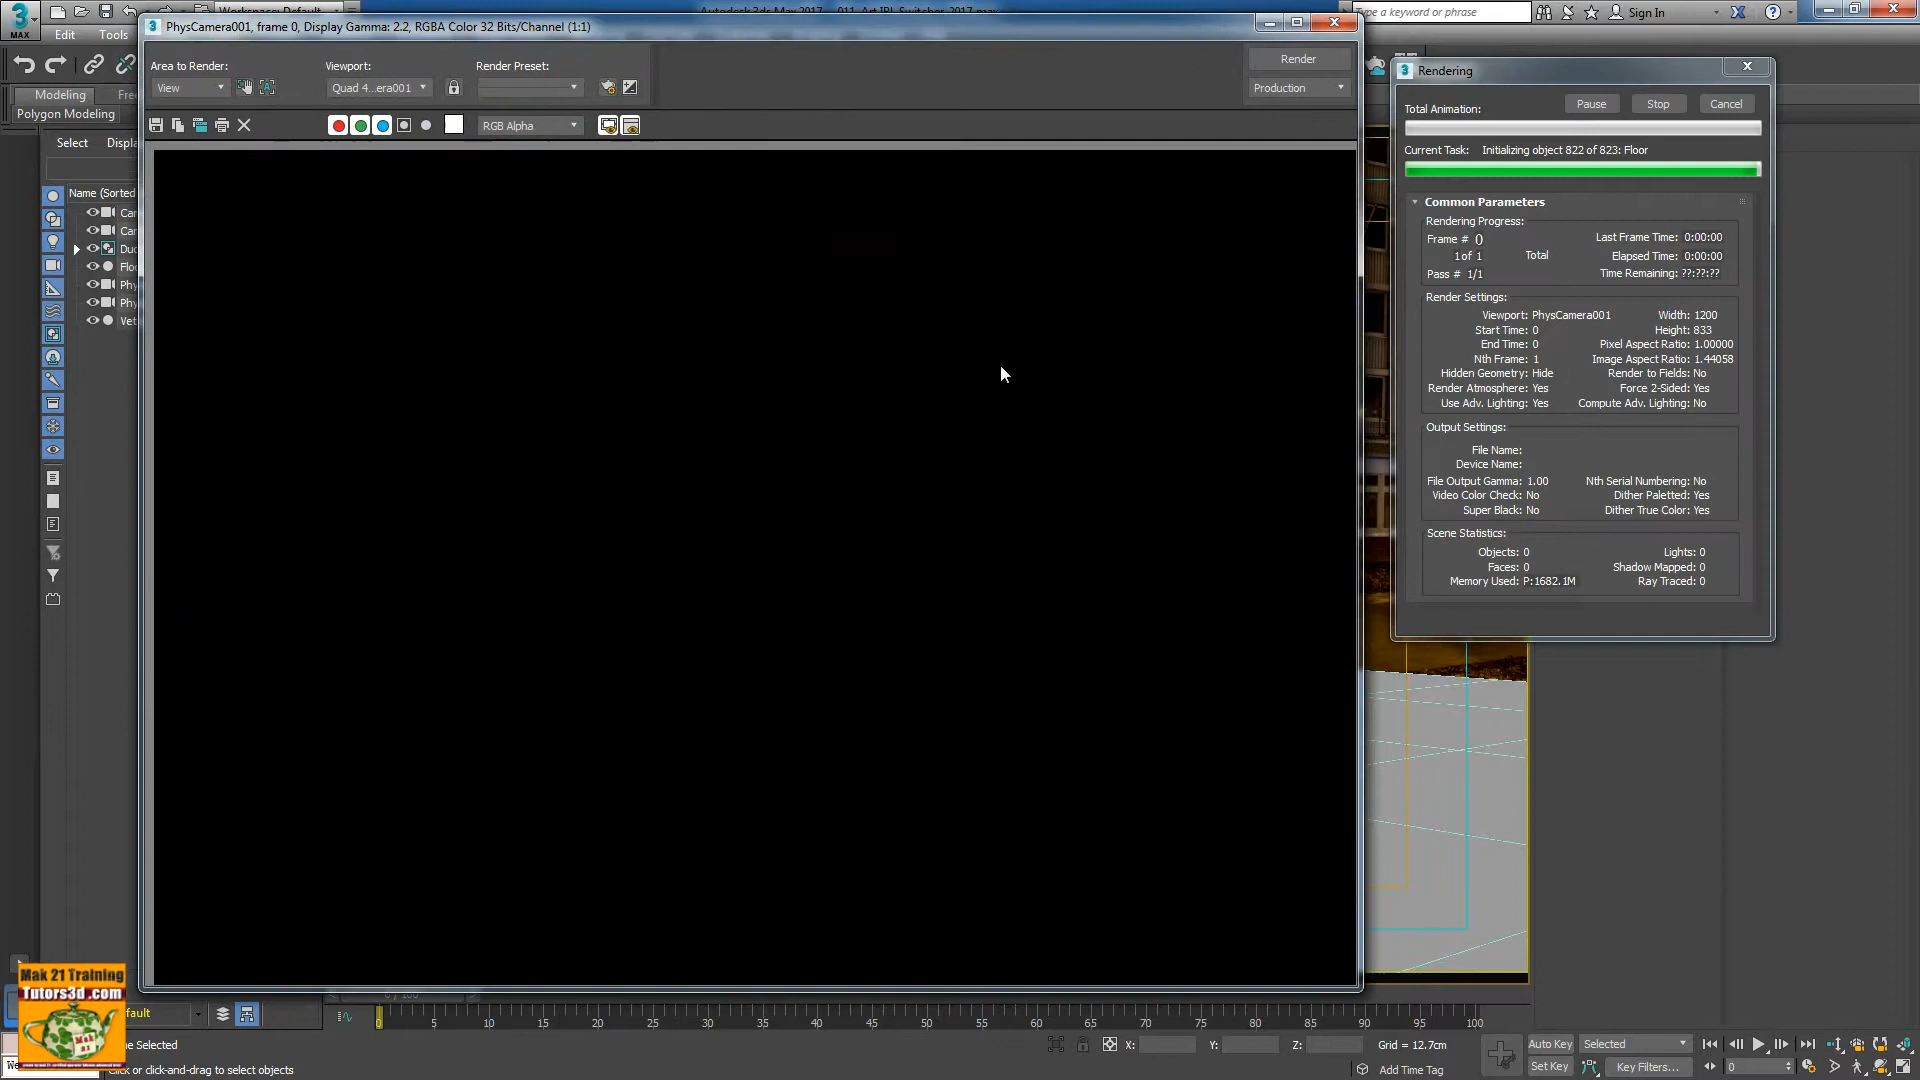 PhysCamera001, frame 0, Display Gamma: 2.2, RGBA Color 32 Bits/Channel (1:1)
Type a keyword or phrase
Sign In
MAX
Edit
Tools
Area to Render:
Viewport:
Render Preset:
Render
View
Quad 4...era001
Production
Modeling
Polygon Modeling
RGB Alpha
Select
Name (Sorted
Rendering
Total Animation:
Pause
Stop
Cancel
Current Task: Initializing object 822 of 823: Floor
Common Parameters
Rendering Progress:
Frame # 0
Last Frame Time: 0:00:00
1 of 1
Total
Elapsed Time: 0:00:00
Pass # 1/1
Time Remaining: ??:??:??
Render Settings:
Viewport: PhysCamera001
Width: 1200
Start Time: 0
Height: 833
End Time: 0
Pixel Aspect Ratio: 1.00000
Nth Frame: 1
Image Aspect Ratio: 1.44058
Hidden Geometry: Hide
Render to Fields: No
Render Atmosphere: Yes
Force 2-Sided: Yes
Use Adv. Lighting: Yes
Compute Adv. Lighting: No
Output Settings:
File Name:
Device Name:
File Output Gamma: 1.00
Nth Serial Numbering: No
Video Color Check: No
Dither Paletted: Yes
Super Black: No
Dither True Color: Yes
Scene Statistics:
Objects: 0
Lights: 0
Faces: 0
Shadow Mapped: 0
Memory Used: P:1682.1M
Ray Traced: 0
Mak 21 Training
Tutors3d.com
5 10 15 20 25 30 35 40 45 50 55 60 65 70 75 80 85 90 95 100
X:
Y:
Z:
Grid = 12.7cm
Auto Key
Selected
Click or click-and-drag to select objects
Add Time Tag
Set Key
Key Filters...
0